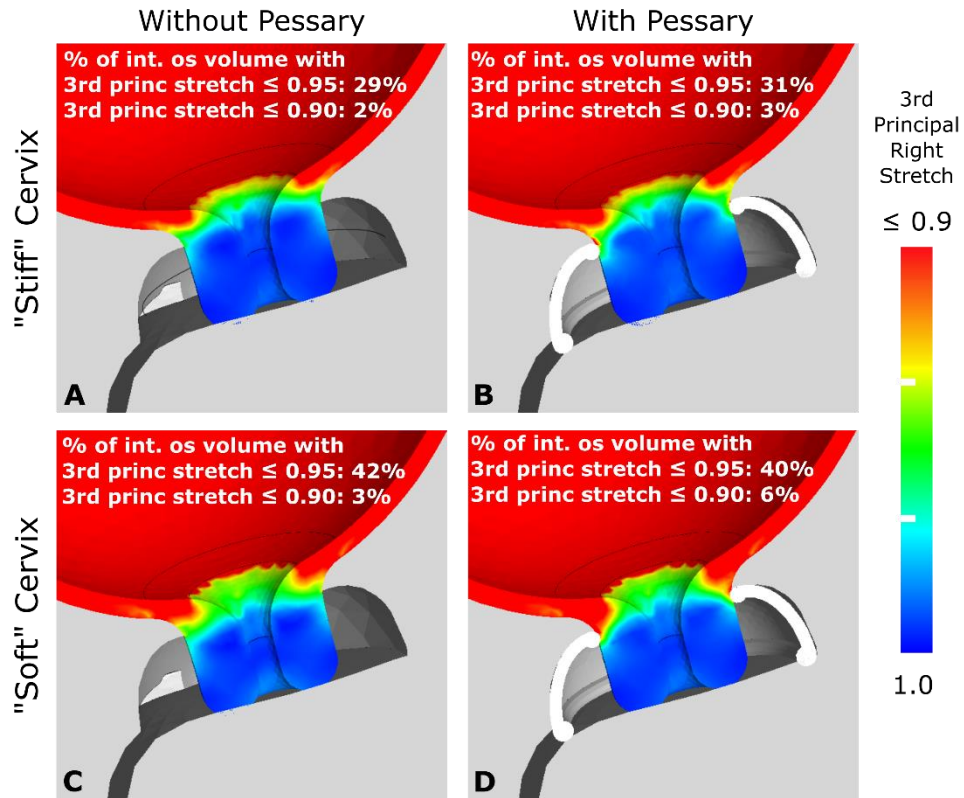 Without Pessary
With Pessary
"Stiff" Cervix
% of int. os volume with
3rd princ stretch ≤ 0.95: 29%
3rd princ stretch ≤ 0.90: 2%
A
% of int. os volume with
3rd princ stretch ≤ 0.95: 31%
3rd princ stretch ≤ 0.90: 3%
B
"Soft" Cervix
% of int. os volume with
3rd princ stretch ≤ 0.95: 42%
3rd princ stretch ≤ 0.90: 3%
C
% of int. os volume with
3rd princ stretch ≤ 0.95: 40%
3rd princ stretch ≤ 0.90: 6%
D
3rd
Principal
Right
Stretch
≤ 0.9
1.0